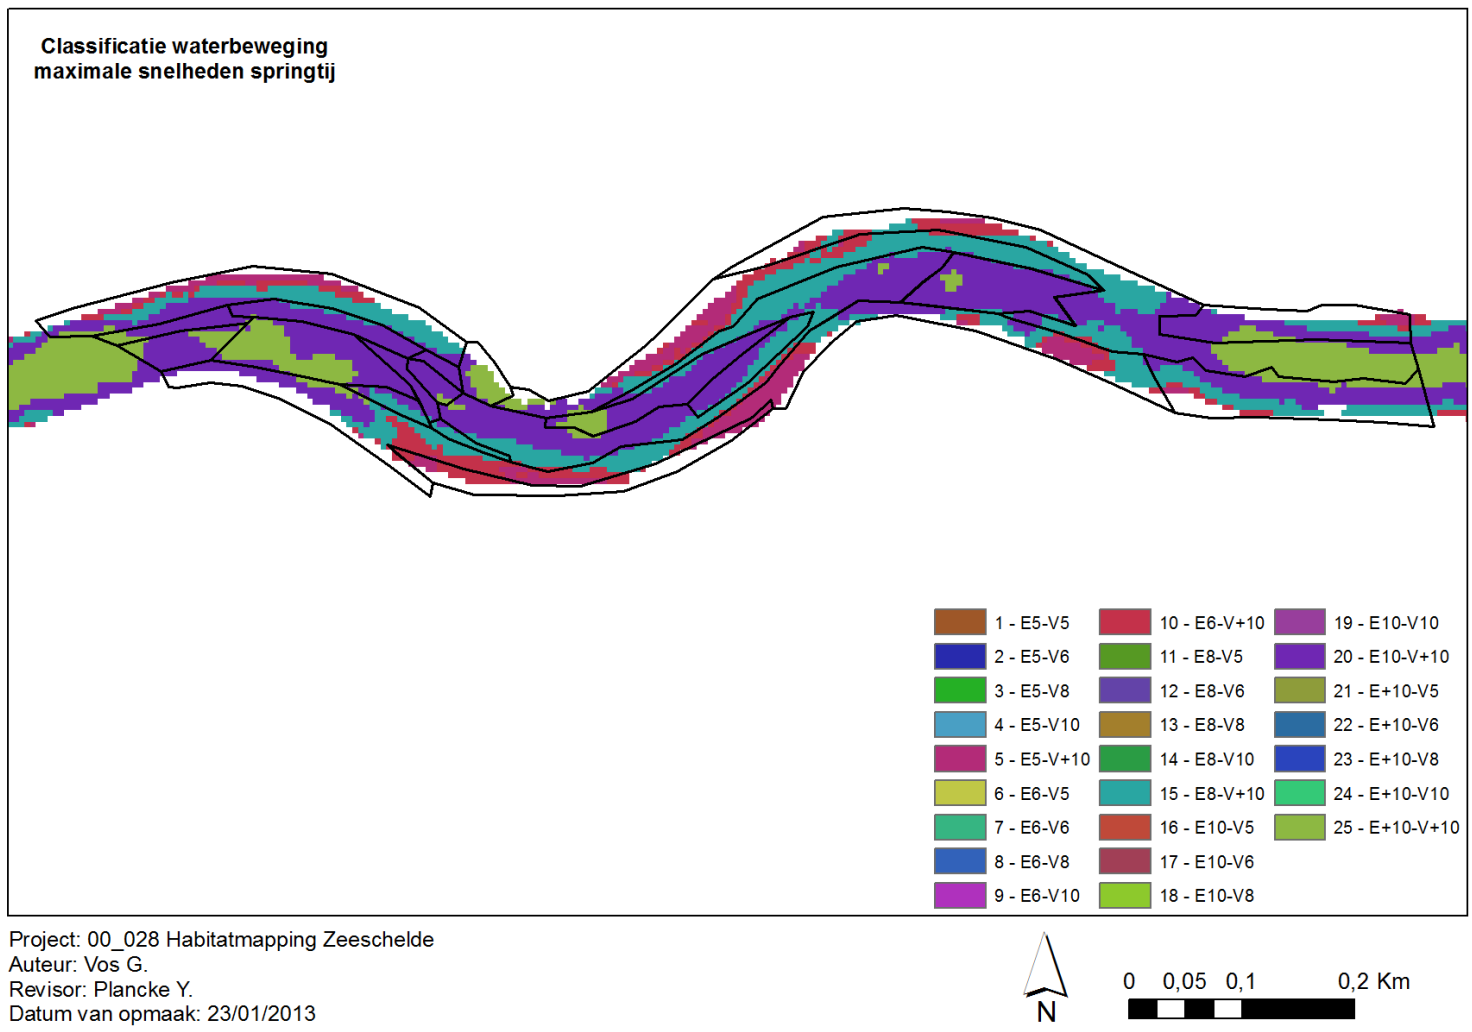 Classificatie waterbeweging
maximale snelheden springtij
1 - E5-V5
2 - E5-V6
3 - E5-V8
4 - E5-V10
5 - E5-V+10
6 - E6-V5
7 - E6-V6
8 - E6-V8
9 - E6-V10
10 - E6-V+10
11 - E8-V5
12 - E8-V6
13 - E8-V8
14 - E8-V10
15 - E8-V+10
16 - E10-V5
17 - E10-V6
18 - E10-V8
19 - E10-V10
20 - E10-V+10
21 - E+10-V5
22 - E+10-V6
23 - E+10-V8
24 - E+10-V10
25 - E+10-V+10
Project: 00_028 Habitatmapping Zeeschelde
Auteur: Vos G.
Revisor: Plancke Y.
Datum van opmaak: 23/01/2013
N
0 0,05 0,1 0,2 Km